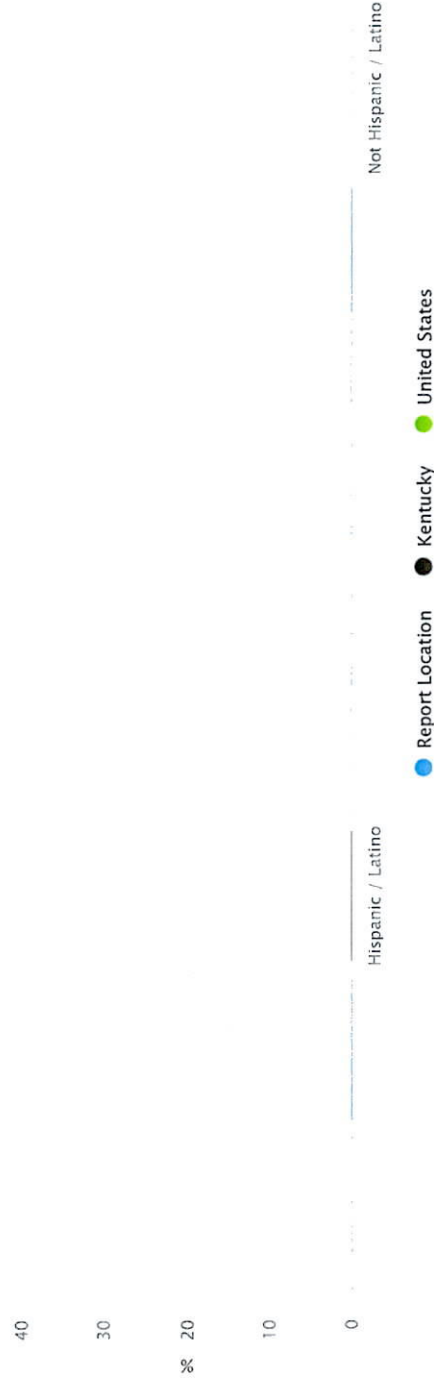 40
30
20
10
0
%
Hispanic / Latino
Not Hispanic / Latino
Report Location
Kentucky
United States